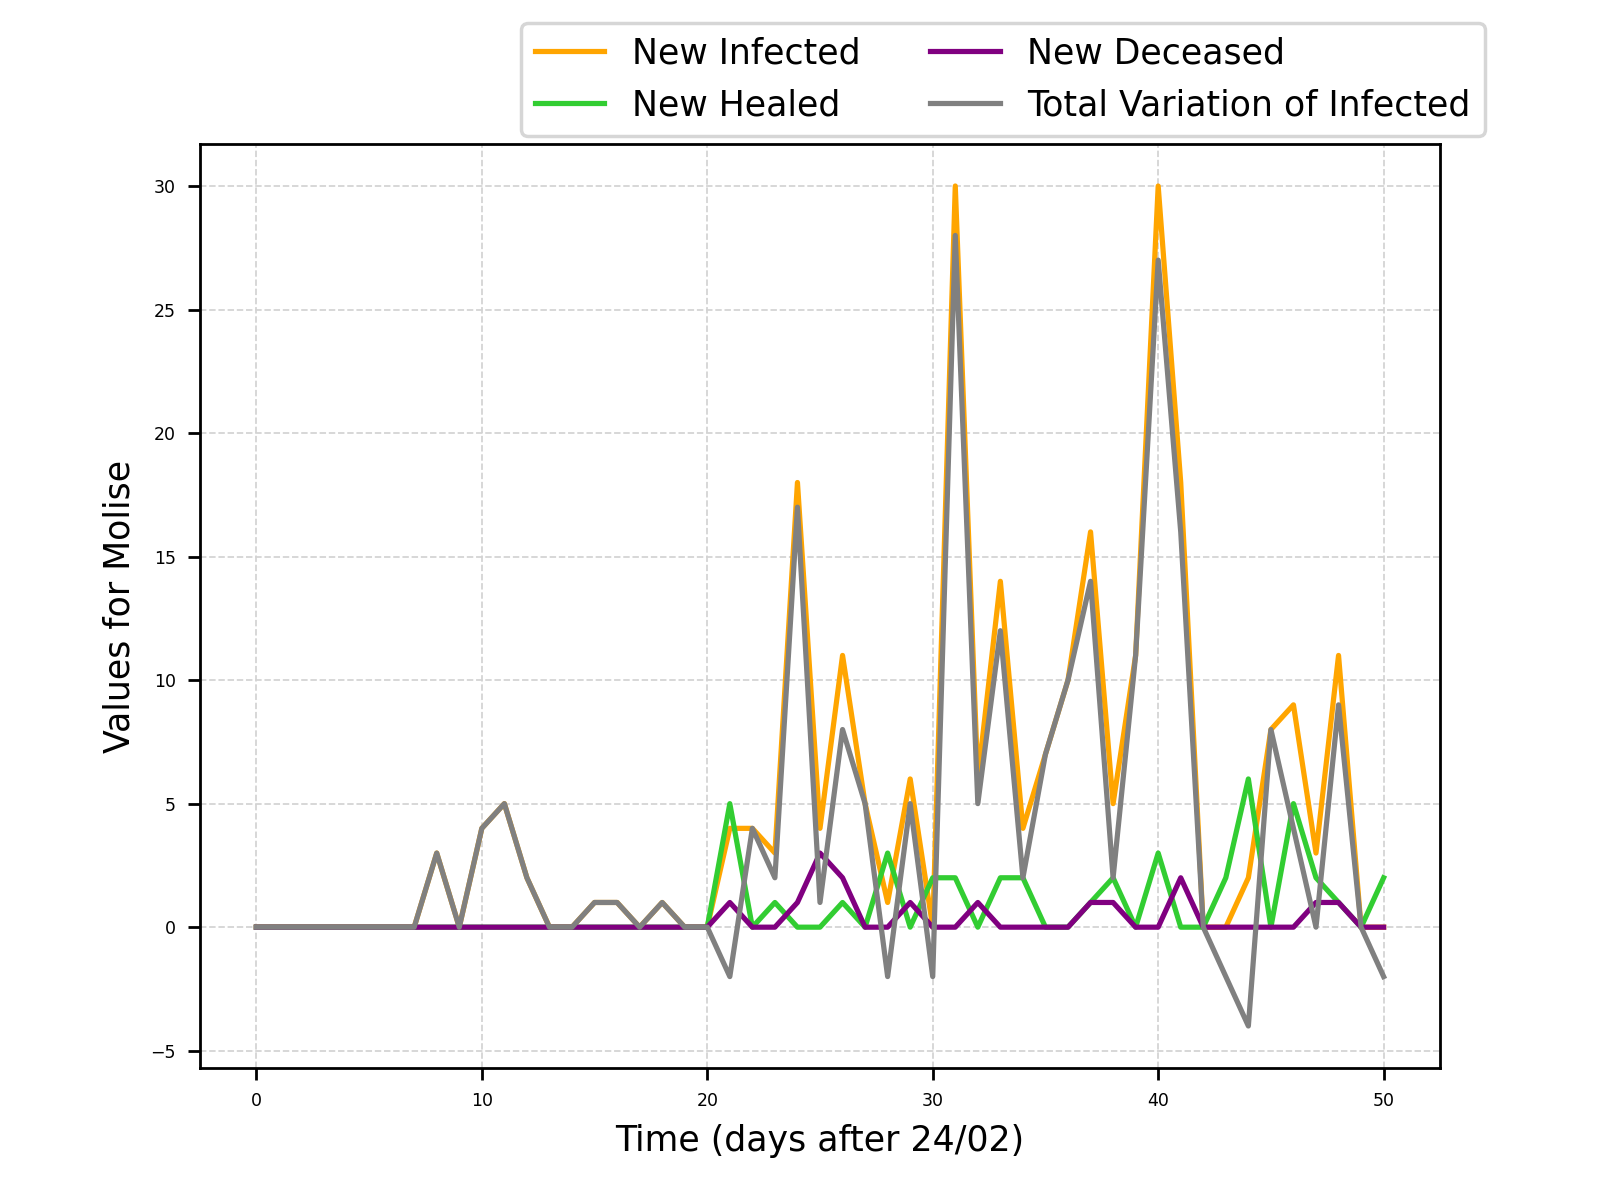 New Infected
New Healed
New Deceased
Total Variation of Infected
30
25
20
15
10
5
0
−5
Values for Molise
0 10 20 30 40 50
Time (days after 24/02)